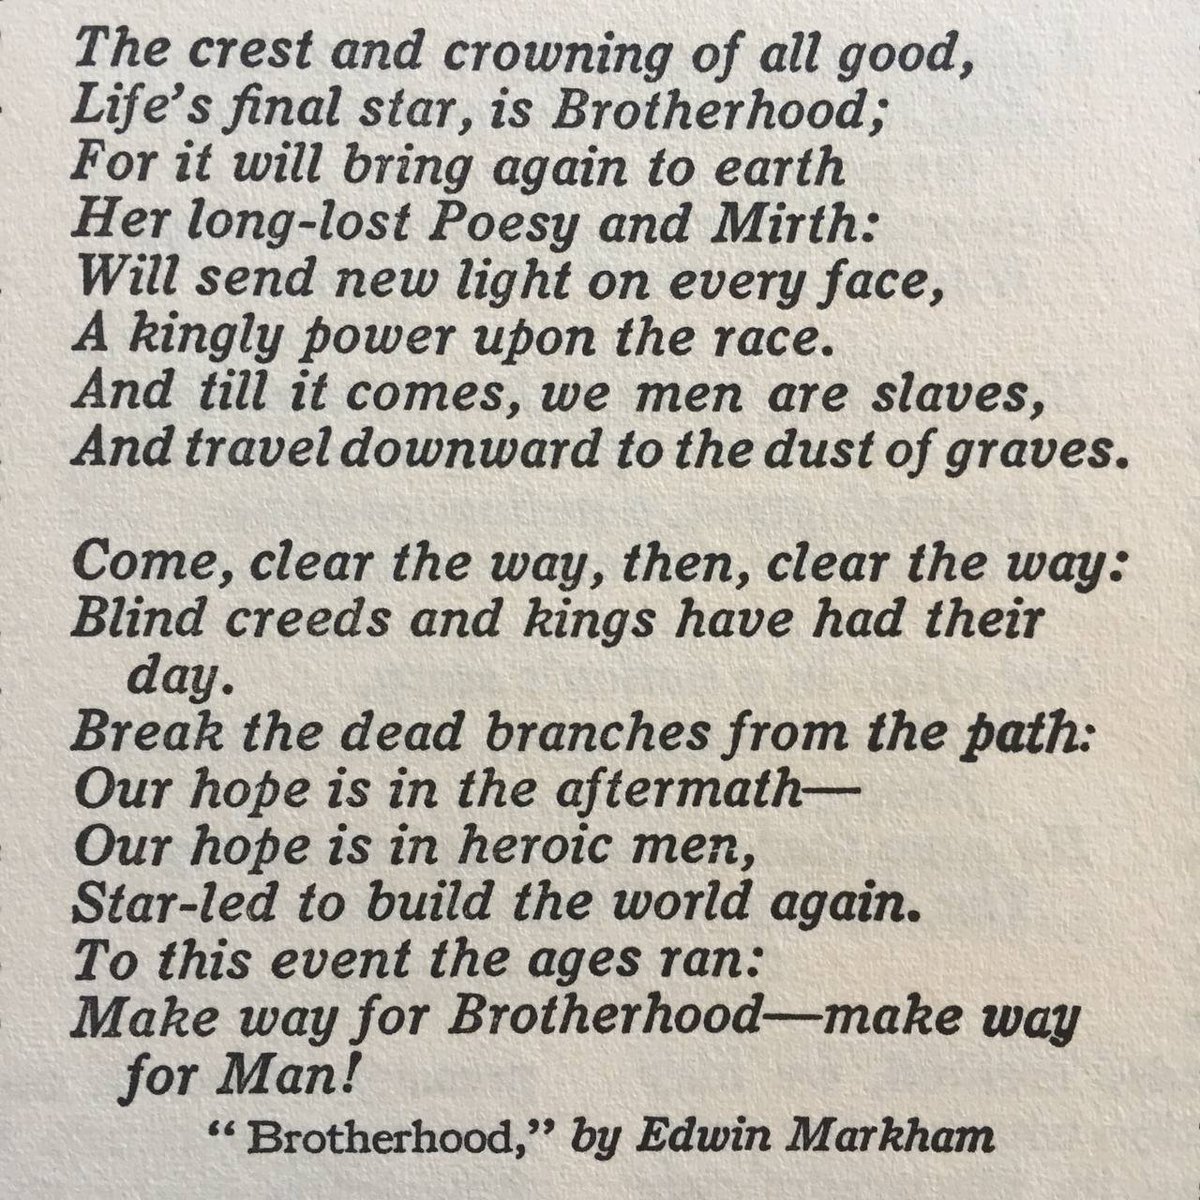 The crest and crowning of all good,
Life's final star, is Brotherhood;
For it will bring again to earth
Her long-lost Poesy and Mirth:
Will send new light on every face,
A kingly power upon the race.
And till it comes, we men are slaves,
And travel downward to the dust of graves.

Come, clear the way, then, clear the way:
Blind creeds and kings have had their
day.
Break the dead branches from the path:
Our hope is in the aftermath—
Our hope is in heroic men,
Star-led to build the world again.
To this event the ages ran:
Make way for Brotherhood—make way
for Man!
“Brotherhood,” by Edwin Markham